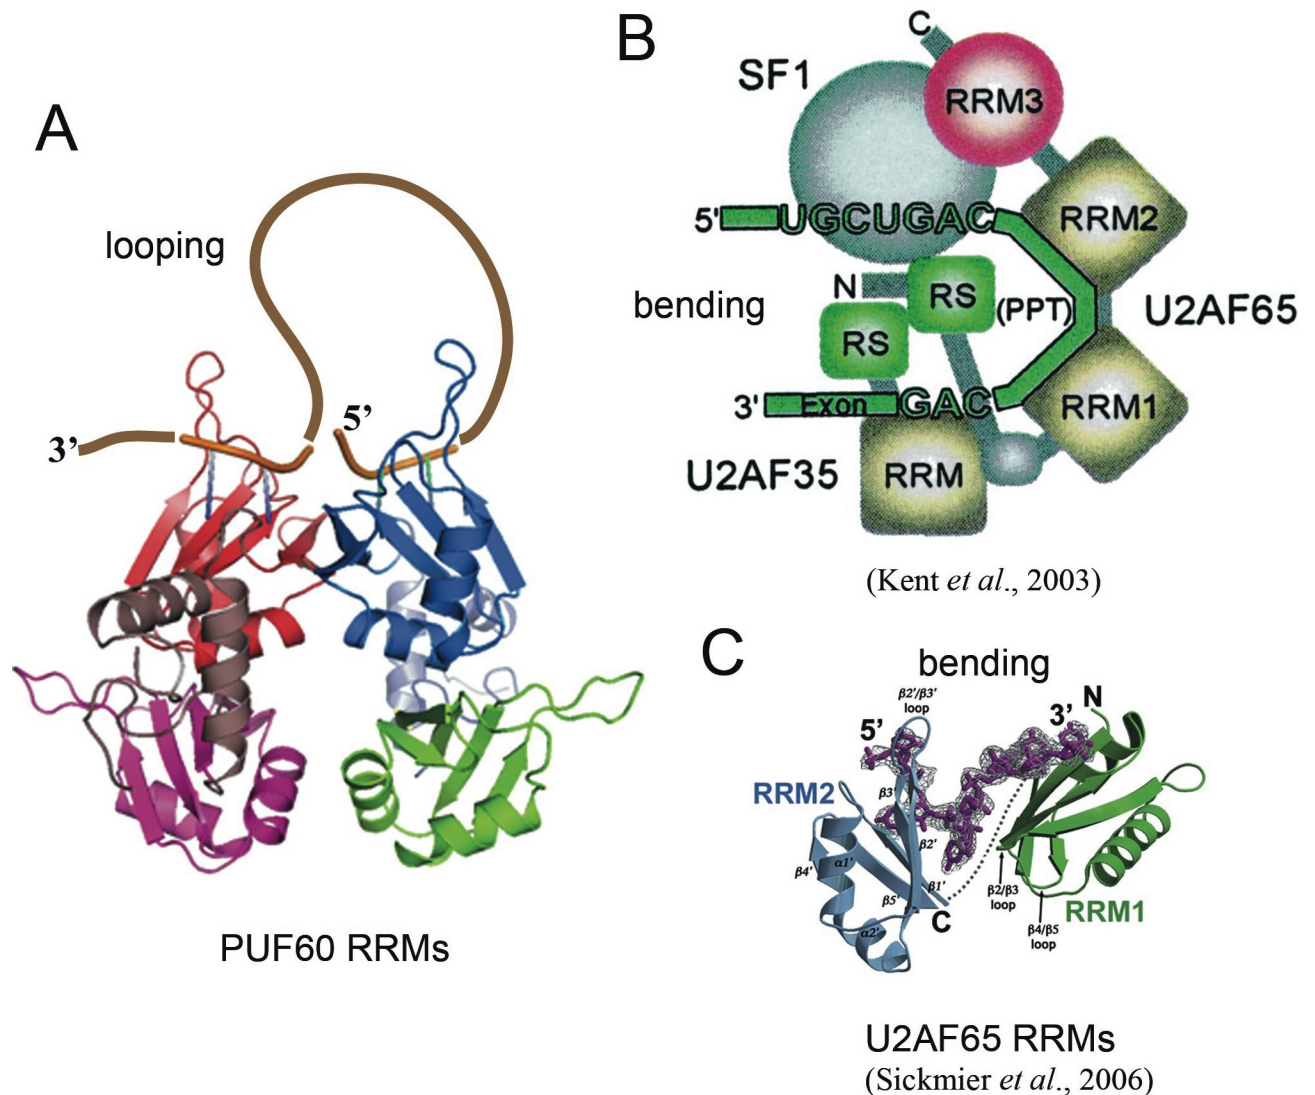 A
looping
5’
3’
PUF60 RRMs
B
C
SF1
RRM3
5'
UGCUGAC
RRM2
bending
N
RS
(PPT)
U2AF65
RS
3'
Exon
GAC
RRM1
U2AF35
RRM
(Kent et al., 2003)
C
bending
β2'/β3'
loop
5’
3’
N
RRM2
β3'
β2'
β4'
α1'
β1'
β5'
C
α2'
β2/β3
loop
RRM1
β4/β5
loop
U2AF65 RRMs
(Sickmier et al., 2006)